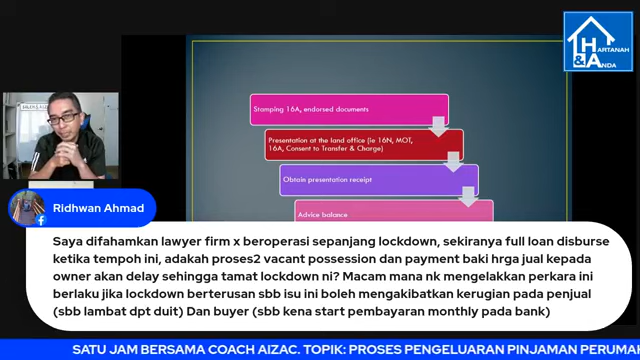 HARTANAH
&ANDA
Stamping 16A, endorsed documents
Presentation at the land office (ie 16N, MOT,
16A, Consent to Transfer & Charge)
Obtain presentation receipt
Advice balance
Ridhwan Ahmad
Saya difahamkan lawyer firm x beroperasi sepanjang lockdown, sekiranya full loan disburse
ketika tempoh ini, adakah proses2 vacant possession dan payment baki hrga jual kepada
owner akan delay sehingga tamat lockdown ni? Macam mana nk mengelakkan perkara ini
berlaku jika lockdown berterusan sbb isu ini boleh mengakibatkan kerugian pada penjual
(sbb lambat dpt duit) Dan buyer (sbb kena start pembayaran monthly pada bank)
SATU JAM BERSAMA COACH AIZAC. TOPIK: PROSES PENGELUARAN PINJAMAN PERUMAH